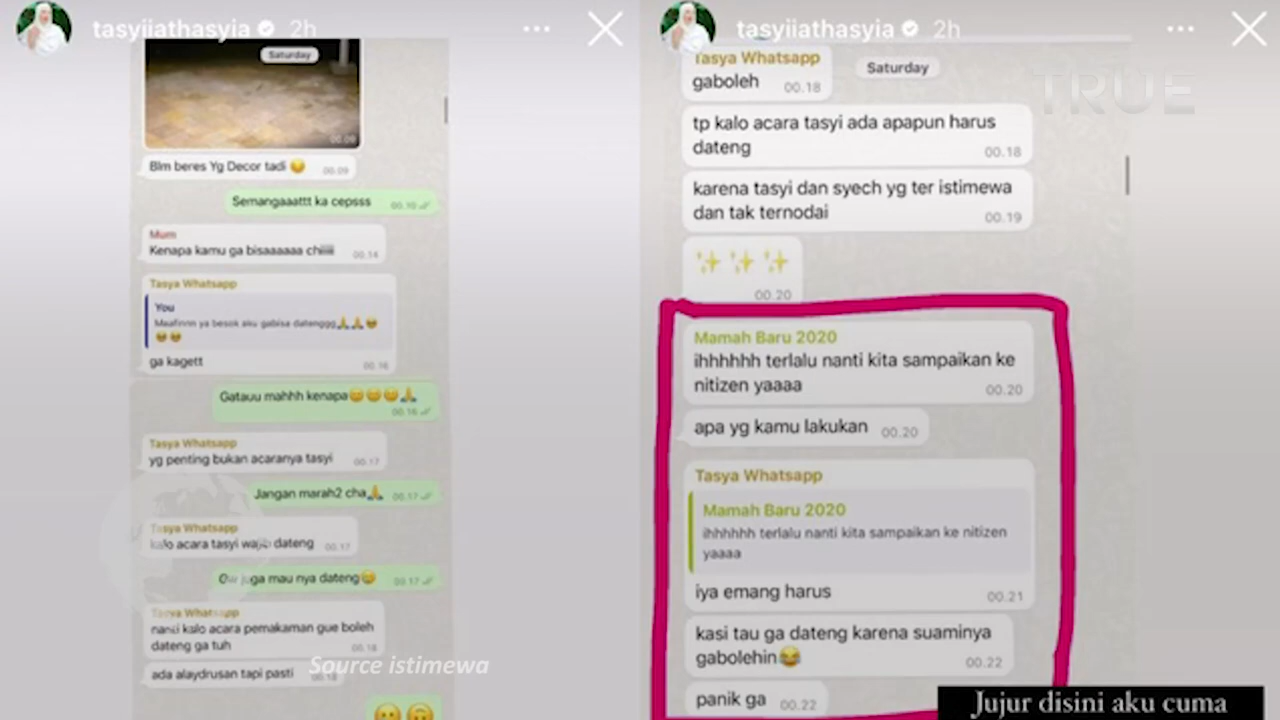 tasyiiathasyia 2h
Saturday
00.09
Blm beres Yg Decor tadi 😔 00.09
Semangaaattt ka cepsss 00.10
Mum
Kenapa kamu ga bisaaaaaa chiiiii 00.14
Tasya Whatsapp
You
Maafinnn ya besok aku gabisa datenggg🙏🙏🥹
🥹🥹
ga kagett 00.16
Gatauu mahhh kenapa😊😊😊🙏
00.16
Tasya Whatsapp
yg penting bukan acaranya tasyi 00.17
Jangan marah2 cha🙏 00.17
Tasya Whatsapp
kalo acara tasyi wajib dateng 00.17
juga mau nya dateng😊 00.17
Tasya Whatsapp
nanti kalo acara pemakaman gue boleh
dateng ga tuh 00.18
ada alaydrusan tapi pasti
Source istimewa
tasyiiathasyia 2h
TRUE
Tasya Whatsapp
Saturday
gaboleh 00.18
tp kalo acara tasyi ada apapun harus
dateng 00.18
karena tasyi dan syech yg ter istimewa
dan tak ternodai 00.19
✨ ✨ ✨
00.20
Mamah Baru 2020
ihhhhhh terlalu nanti kita sampaikan ke
nitizen yaaaa 00.20
apa yg kamu lakukan 00.20
Tasya Whatsapp
Mamah Baru 2020
ihhhhhh terlalu nanti kita sampaikan ke nitizen
yaaaa
iya emang harus 00.21
kasi tau ga dateng karena suaminya
gabolehin😂 00.22
panik ga 00.22
Jujur disini aku cuma